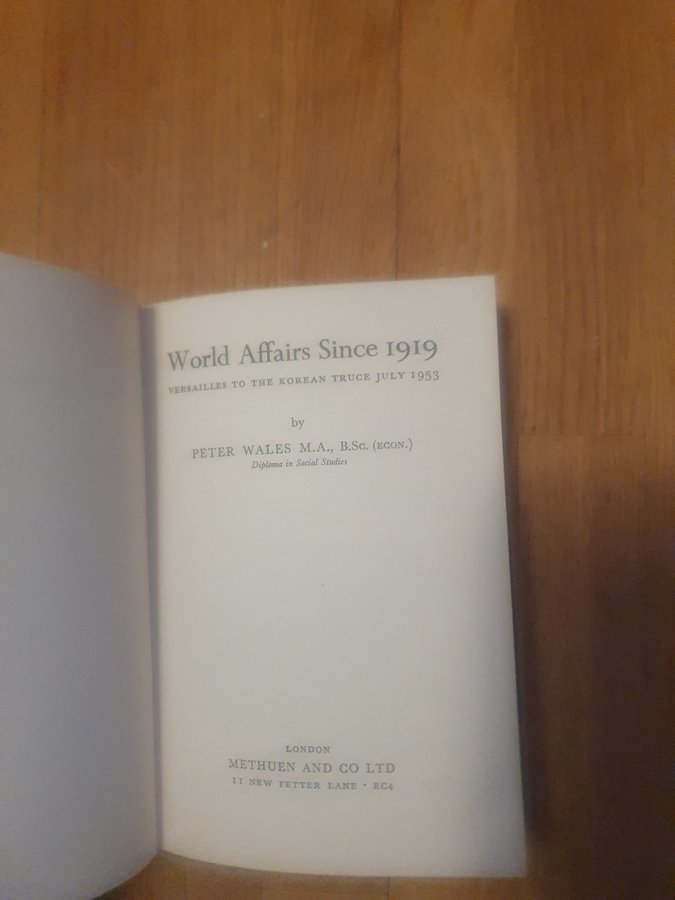 World Affairs Since 1919
VERSAILLES TO THE KOREAN TRUCE JULY 1953
by
PETER WALES M.A., B.Sc. (ECON.)
Diploma in Social Studies
LONDON
METHUEN AND CO LTD
11 NEW FETTER LANE · EC4